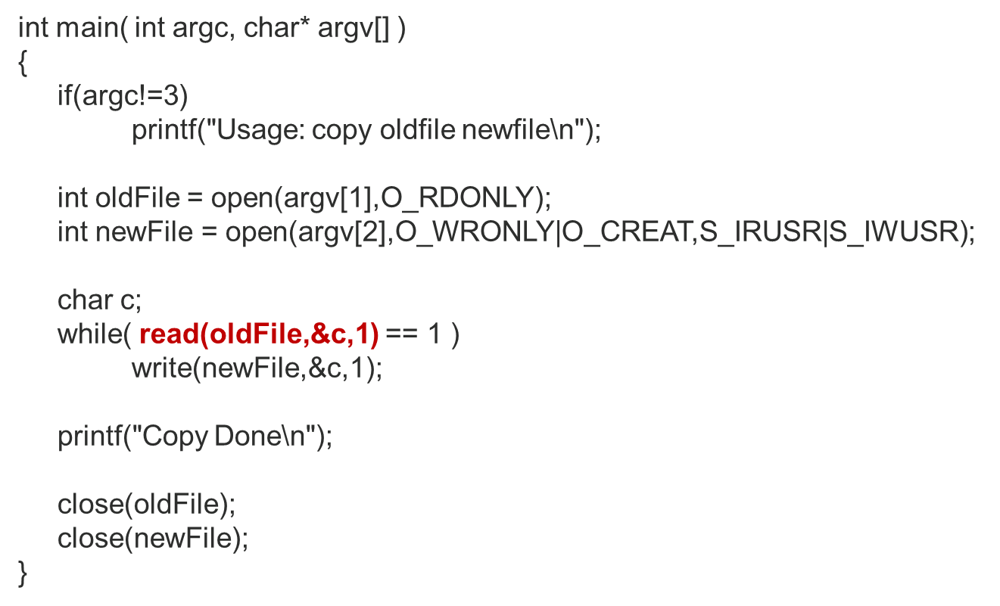 int main( int argc, char* argv[] )
{
if(argc!=3)
printf("Usage: copy oldfile newfile\n");
int oldFile = open(argv[1],O_RDONLY);
int newFile = open(argv[2],O_WRONLY|O_CREAT,S_IRUSR|S_IWUSR);
char c;
while( read(oldFile,&c,1) == 1 )
write(newFile,&c,1);
printf("Copy Done\n");
close(oldFile);
close(newFile);
}